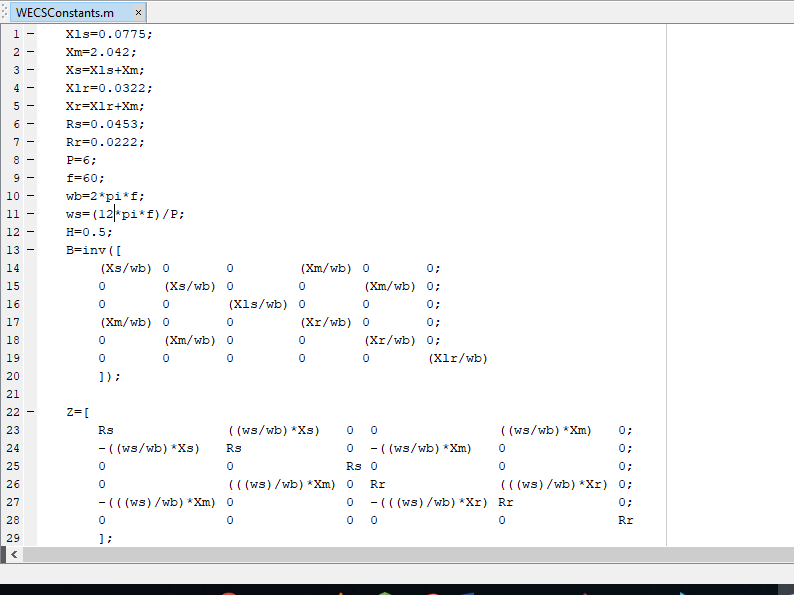 WECSConstants.m ×
1 – Xls=0.0775;
2 – Xm=2.042;
3 – Xs=Xls+Xm;
4 – Xlr=0.0322;
5 – Xr=Xlr+Xm;
6 – Rs=0.0453;
7 – Rr=0.0222;
8 – P=6;
9 – f=60;
10 – wb=2*pi*f;
11 – ws=(12*pi*f)/P;
12 – H=0.5;
13 – B=inv([
14 (Xs/wb) 0 0 (Xm/wb) 0 0;
15 0 (Xs/wb) 0 0 (Xm/wb) 0;
16 0 0 (Xls/wb) 0 0 0;
17 (Xm/wb) 0 0 (Xr/wb) 0 0;
18 0 (Xm/wb) 0 0 (Xr/wb) 0;
19 0 0 0 0 0 (Xlr/wb)
20 ]);
21
22 – Z=[
23 Rs ((ws/wb)*Xs) 0 0 ((ws/wb)*Xm) 0;
24 -((ws/wb)*Xs) Rs 0 -((ws/wb)*Xm) 0 0;
25 0 0 Rs 0 0 0;
26 0 (((ws)/wb)*Xm) 0 Rr (((ws)/wb)*Xr) 0;
27 -(((ws)/wb)*Xm) 0 0 -(((ws)/wb)*Xr) Rr 0;
28 0 0 0 0 0 Rr
29 ];